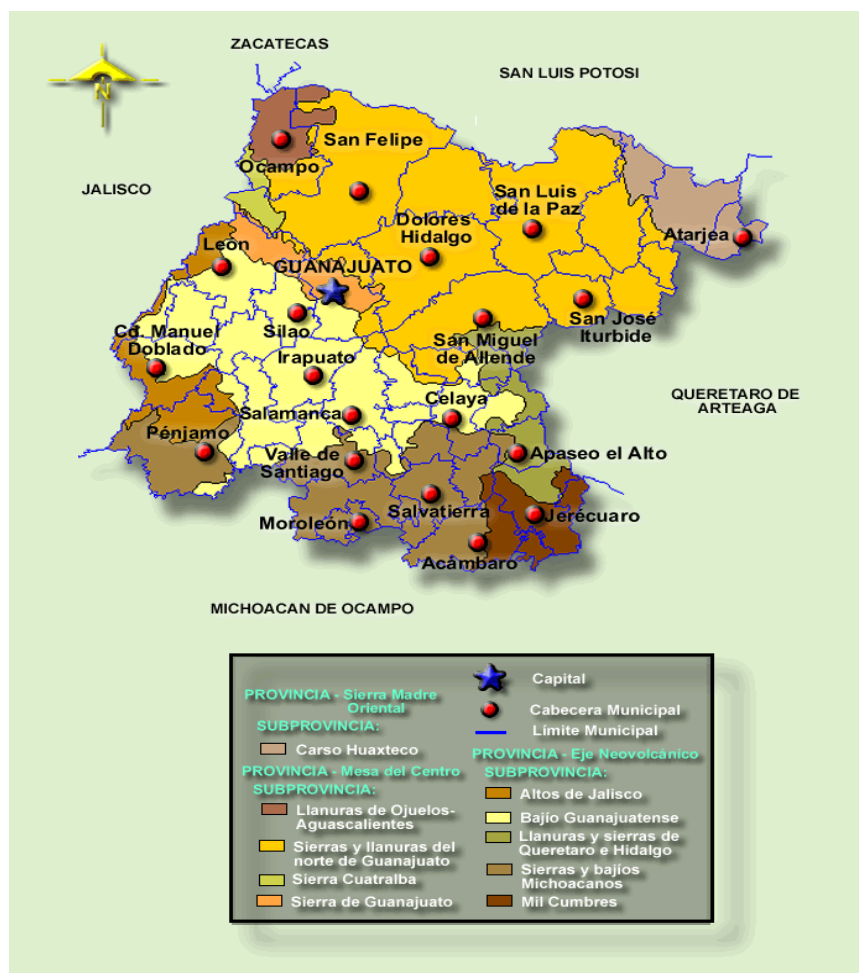 ZACATECAS
SAN LUIS POTOSI
N
San Felipe
Ocampo
JALISCO
San Luis
de la Paz
Dolores
Hidalgo
Atarjea
León
GUANAJUATO
Silao
San José
Iturbide
Cd. Manuel
Doblado
San Miguel
de Allende
Irapuato
QUERETARO DE
ARTEAGA
Celaya
Salamanca
Pénjamo
Valle de
Santiago
Apaseo el Alto
Salvatierra
Moroleón
Jerécuaro
Acámbaro
MICHOACAN DE OCAMPO
PROVINCIA - Sierra Madre
Oriental
SUBPROVINCIA:
Carso Huaxteco
PROVINCIA - Mesa del Centro
SUBPROVINCIA:
Llanuras de Ojuelos-
Aguascalientes
Sierras y llanuras del
norte de Guanajuato
Sierra Cuatralba
Sierra de Guanajuato
Capital
Cabecera Municipal
Límite Municipal
PROVINCIA - Eje Neovolcánico
SUBPROVINCIA:
Altos de Jalisco
Bajío Guanajuatense
Llanuras y sierras de
Queretaro e Hidalgo
Sierras y bajíos
Michoacanos
Mil Cumbres